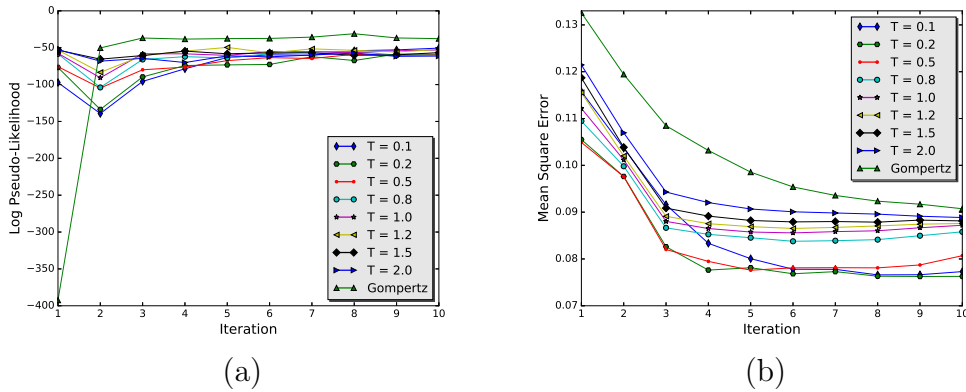 0
−50
−100
−150
−200
−250
−300
−350
−400
1 2 3 4 5 6 7 8 9 10
Iteration
Log Pseudo-Likelihood
T = 0.1
T = 0.2
T = 0.5
T = 0.8
T = 1.0
T = 1.2
T = 1.5
T = 2.0
Gompertz
(a)
0.13
0.12
0.11
0.10
0.09
0.08
0.07
1 2 3 4 5 6 7 8 9 10
Iteration
Mean Square Error
T = 0.1
T = 0.2
T = 0.5
T = 0.8
T = 1.0
T = 1.2
T = 1.5
T = 2.0
Gompertz
(b)